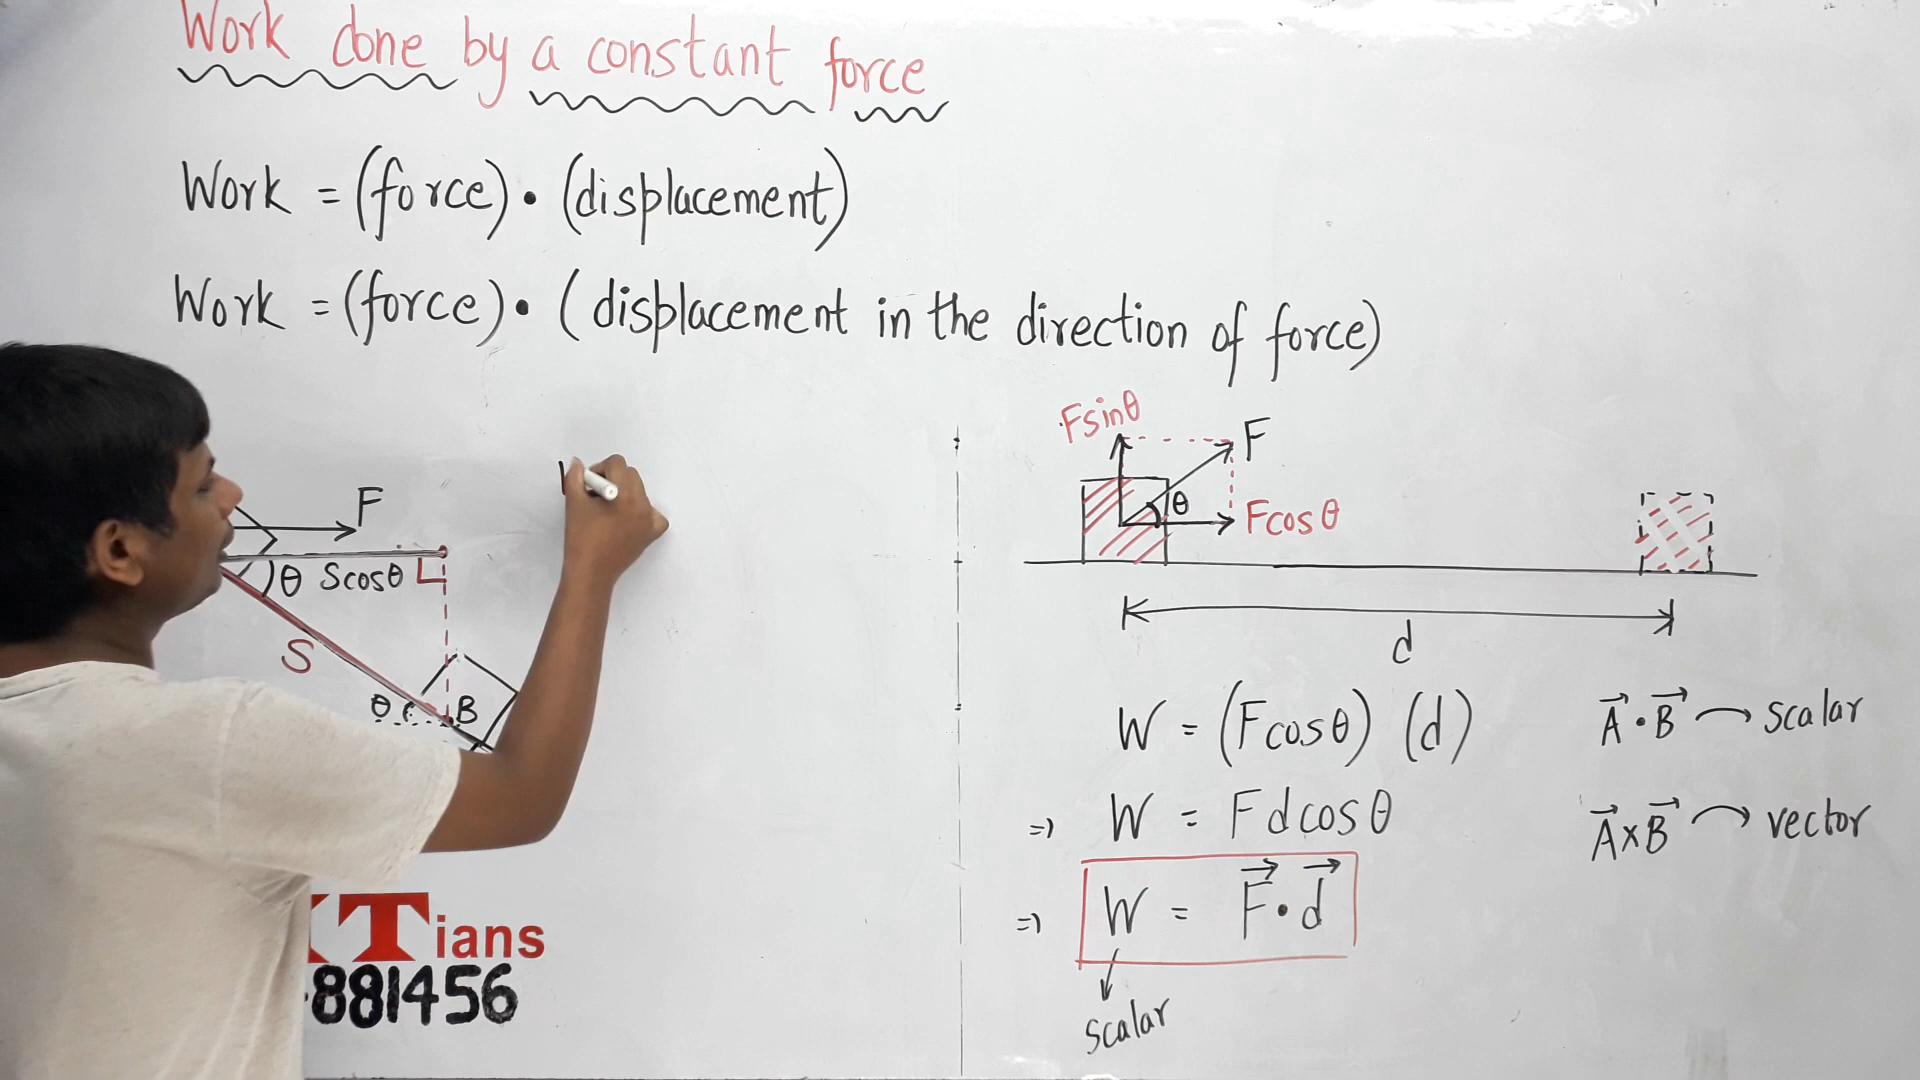 Work done by a constant force
Work = (force) • (displacement)
Work = (force) • ( displacement in the direction of force)
F
θ Scosθ
S
θ B
Fsinθ
F
θ
Fcosθ
d
W = (Fcosθ) (d)
=) W = Fdcosθ
=) W = F⃗ • d⃗
scalar
A⃗ • B⃗ → scalar
A⃗ x B⃗ → vector
Tians
881456